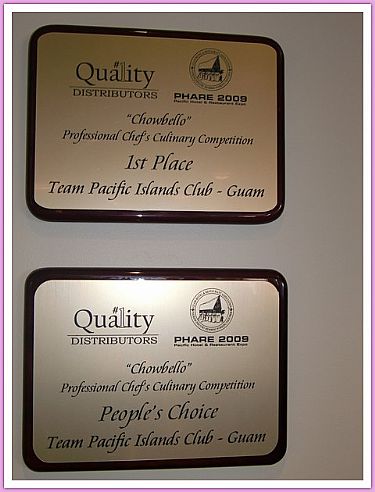 #1
Quality
DISTRIBUTORS
PHARE 2009
Pacific Hotel & Restaurant Expo
"Chowbello"
Professional Chef's Culinary Competition
1st Place
Team Pacific Islands Club - Guam
#1
Quality
DISTRIBUTORS
PHARE 2009
Pacific Hotel & Restaurant Expo
"Chowbello"
Professional Chef's Culinary Competition
People's Choice
Team Pacific Islands Club - Guam